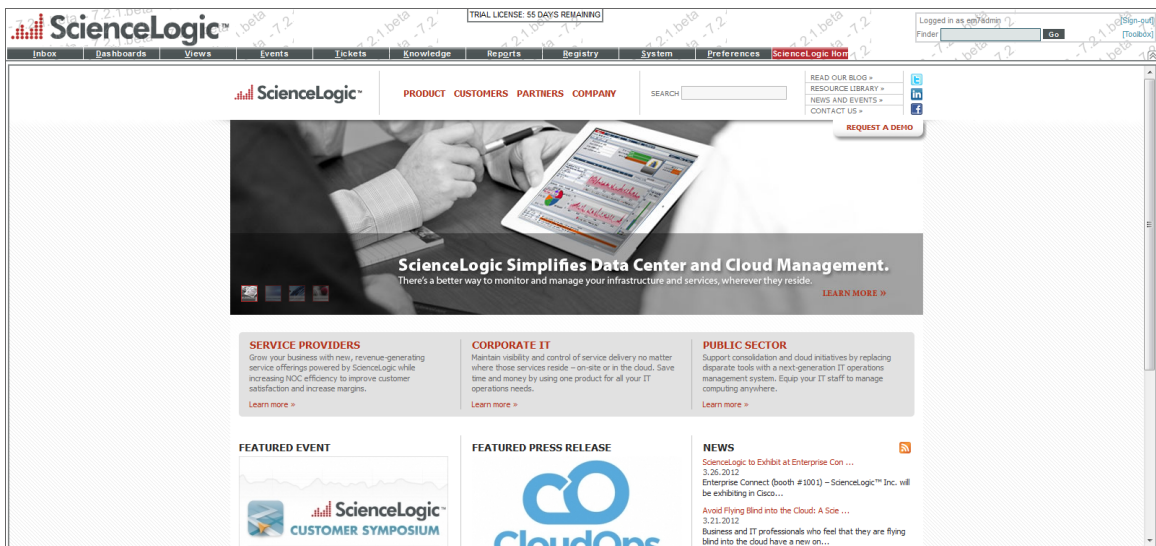 TRIAL LICENSE: 55 DAYS REMAINING
ScienceLogic™
7.2.1.beta -7.2
Logged in as em7admin
[Sign-out]
Finder
Go
[Toolbox]
Inbox Dashboards Views Events Tickets Knowledge Reports Registry System Preferences ScienceLogic Hom
ScienceLogic™
PRODUCT CUSTOMERS PARTNERS COMPANY
SEARCH
READ OUR BLOG »
RESOURCE LIBRARY »
NEWS AND EVENTS »
CONTACT US »
REQUEST A DEMO
ScienceLogic Simplifies Data Center and Cloud Management.
There's a better way to monitor and manage your infrastructure and services, wherever they reside.
LEARN MORE »
SERVICE PROVIDERS
Grow your business with new, revenue-generating
service offerings powered by ScienceLogic while
increasing NOC efficiency to improve customer
satisfaction and increase margins.
Learn more »
CORPORATE IT
Maintain visibility and control of service delivery no matter
where those services reside – on-site or in the cloud. Save
time and money by using one product for all your IT
operations needs.
Learn more »
PUBLIC SECTOR
Support consolidation and cloud initiatives by replacing
disparate tools with a next-generation IT operations
management system. Equip your IT staff to manage
computing anywhere.
Learn more »
FEATURED EVENT
ScienceLogic™
CUSTOMER SYMPOSIUM
FEATURED PRESS RELEASE
CloudOps
NEWS
ScienceLogic to Exhibit at Enterprise Con ...
3.26.2012
Enterprise Connect (booth #1001) – ScienceLogic™ Inc. will
be exhibiting in Cisco...
Avoid Flying Blind into the Cloud: A Scie ...
3.21.2012
Business and IT professionals who feel that they are flying
blind into the cloud have a new on...